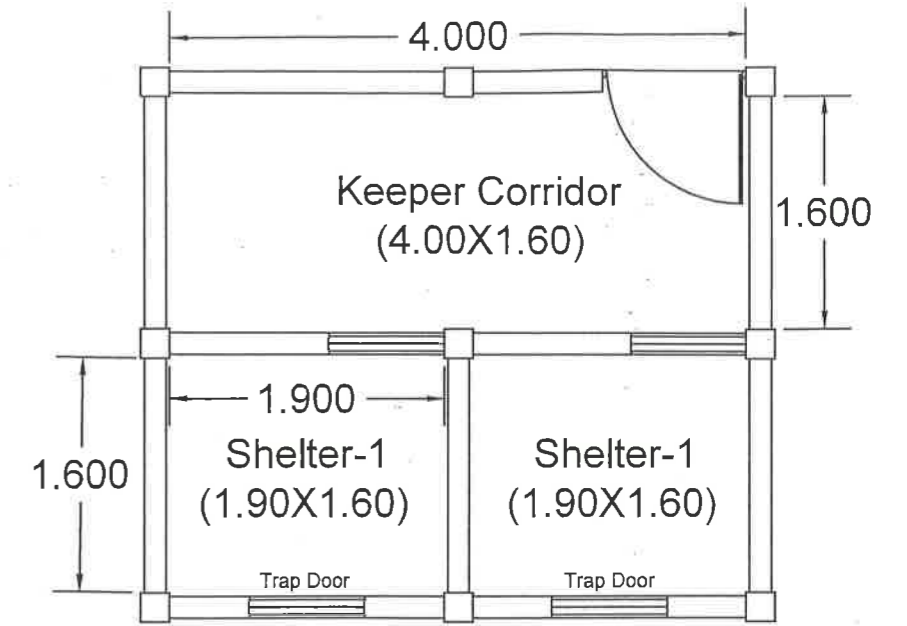 4.000
Keeper Corridor
(4.00X1.60)
1.600
1.900
1.600
Shelter-1
(1.90X1.60)
Shelter-1
(1.90X1.60)
Trap Door
Trap Door